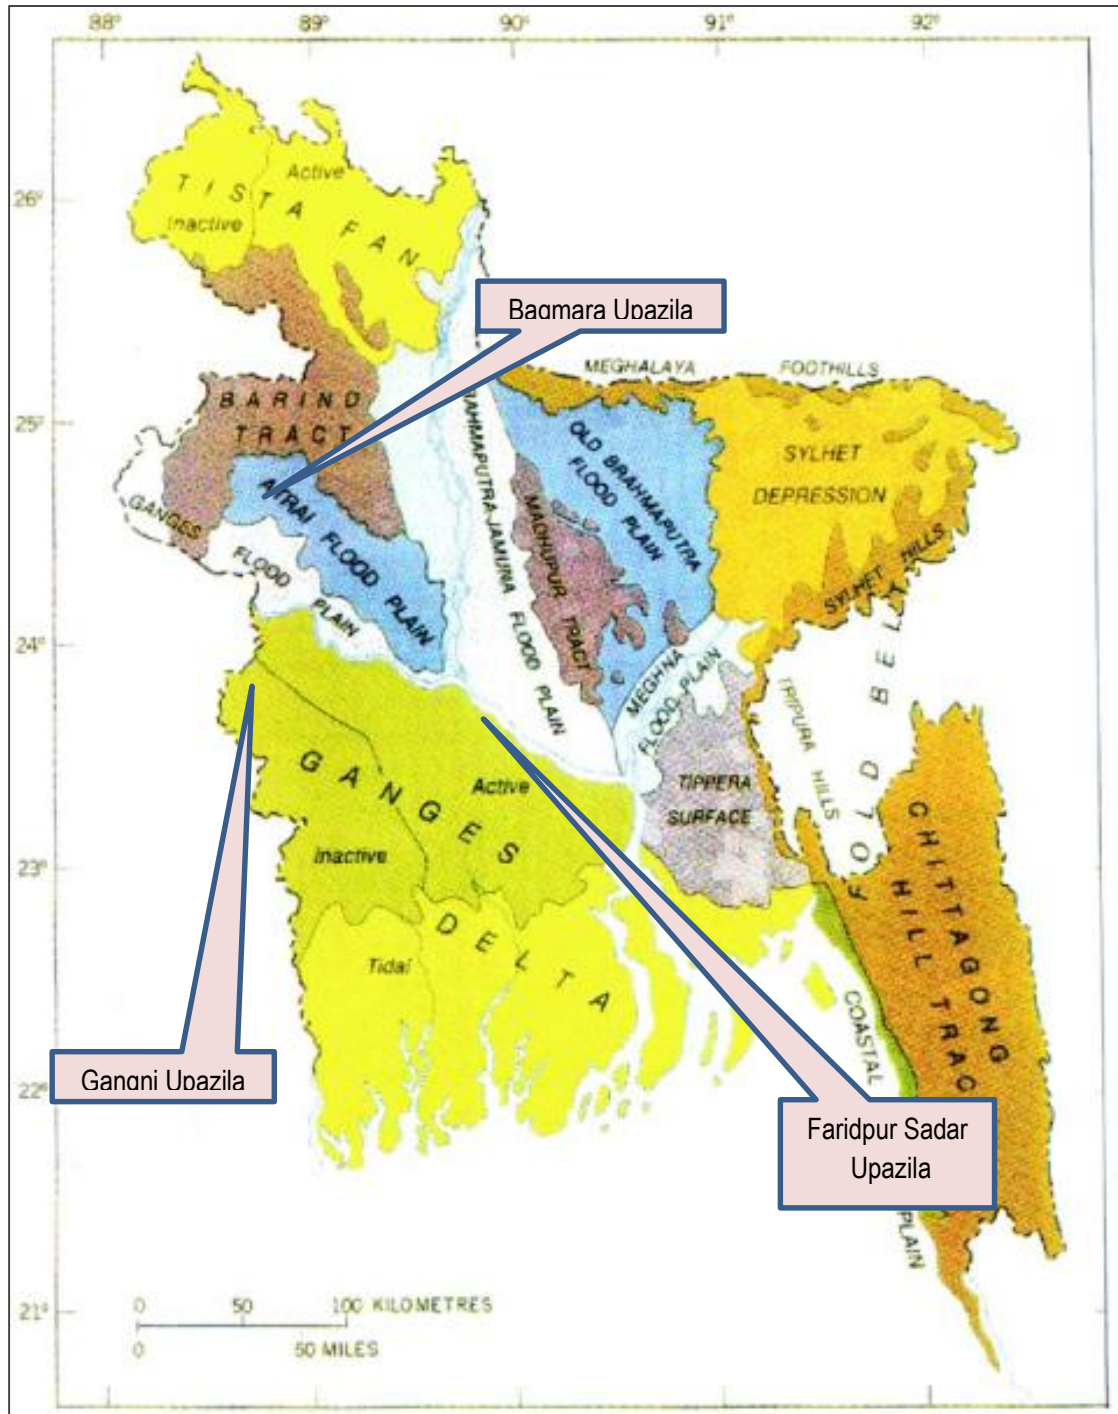 88° 89° 90° 91° 92°
26°
25°
24°
23°
22°
21°
TISTA FAN
Active
Inactive
Bagmara Upazila
MEGHALAYA FOOTHILLS
BARIND
TRACT
ATRAI FLOOD PLAIN
GANGES
FLOOD
PLAIN
BRAHMAPUTRA-JAMUNA FLOOD PLAIN
OLD BRAHMAPUTRA
FLOOD PLAIN
MADHUPUR TRACT
SYLHET
DEPRESSION
SYLHET HILLS
MEGHNA
FLOOD PLAIN
TRIPURA HILLS
FOLD BELT
TIPPERA
SURFACE
GANGES
DELTA
Active
Inactive
Tidal
CHITTAGONG
HILL TRAC
COASTAL
PLAIN
Gangni Upazila
Faridpur Sadar
Upazila
0 50 100 KILOMETRES
0 50 MILES